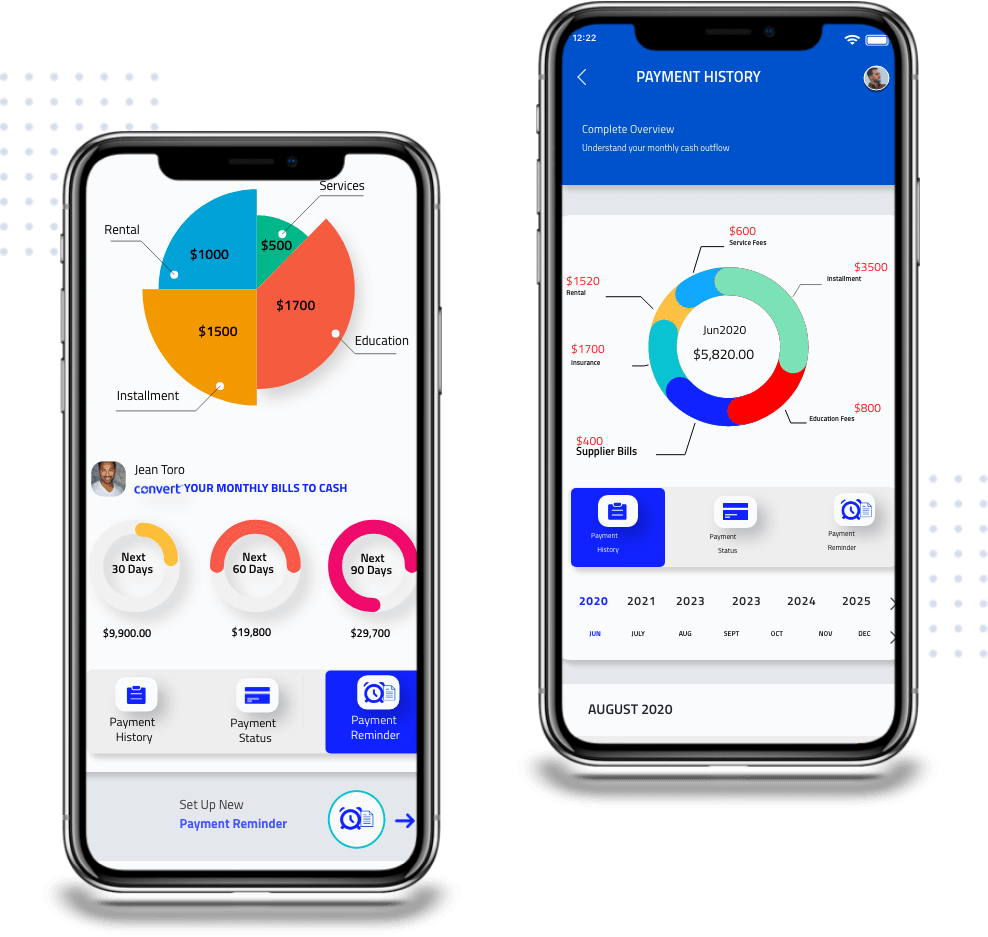 Services
Rental
$500
$1000
$1700
$1500
Education
Installment
Jean Toro
convert YOUR MONTHLY BILLS TO CASH
Next
30 Days
Next
60 Days
Next
90 Days
$9,900.00
$19,800
$29,700
Payment
History
Payment
Status
Payment
Reminder
Set Up New
Payment Reminder
12:22
PAYMENT HISTORY
Complete Overview
Understand your monthly cash outflow
$600
Service Fees
$3500
Installment
$1520
Rental
Jun2020
$5,820.00
$1700
Insurance
$800
Education Fees
$400
Supplier Bills
Payment
History
Payment
Status
Payment
Reminder
2020 2021 2023 2023 2024 2025
JUN JULY AUG SEPT OCT NOV DEC
AUGUST 2020